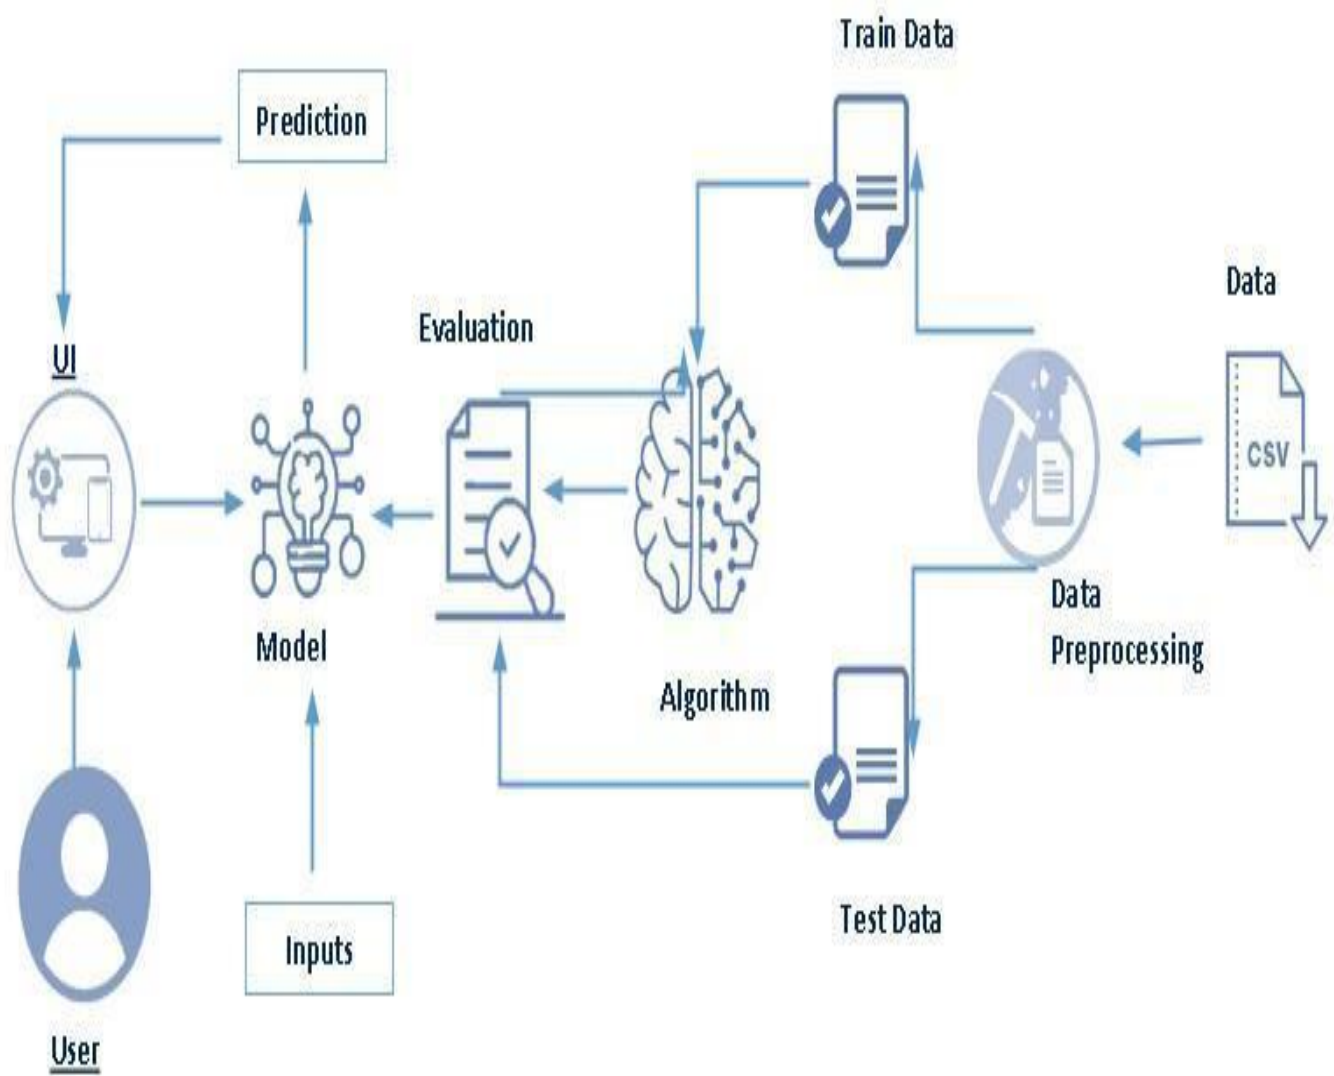 Train Data
Prediction
Data
Evaluation
UI
CSV
Data
Preprocessing
Model
Algorithm
Test Data
Inputs
User